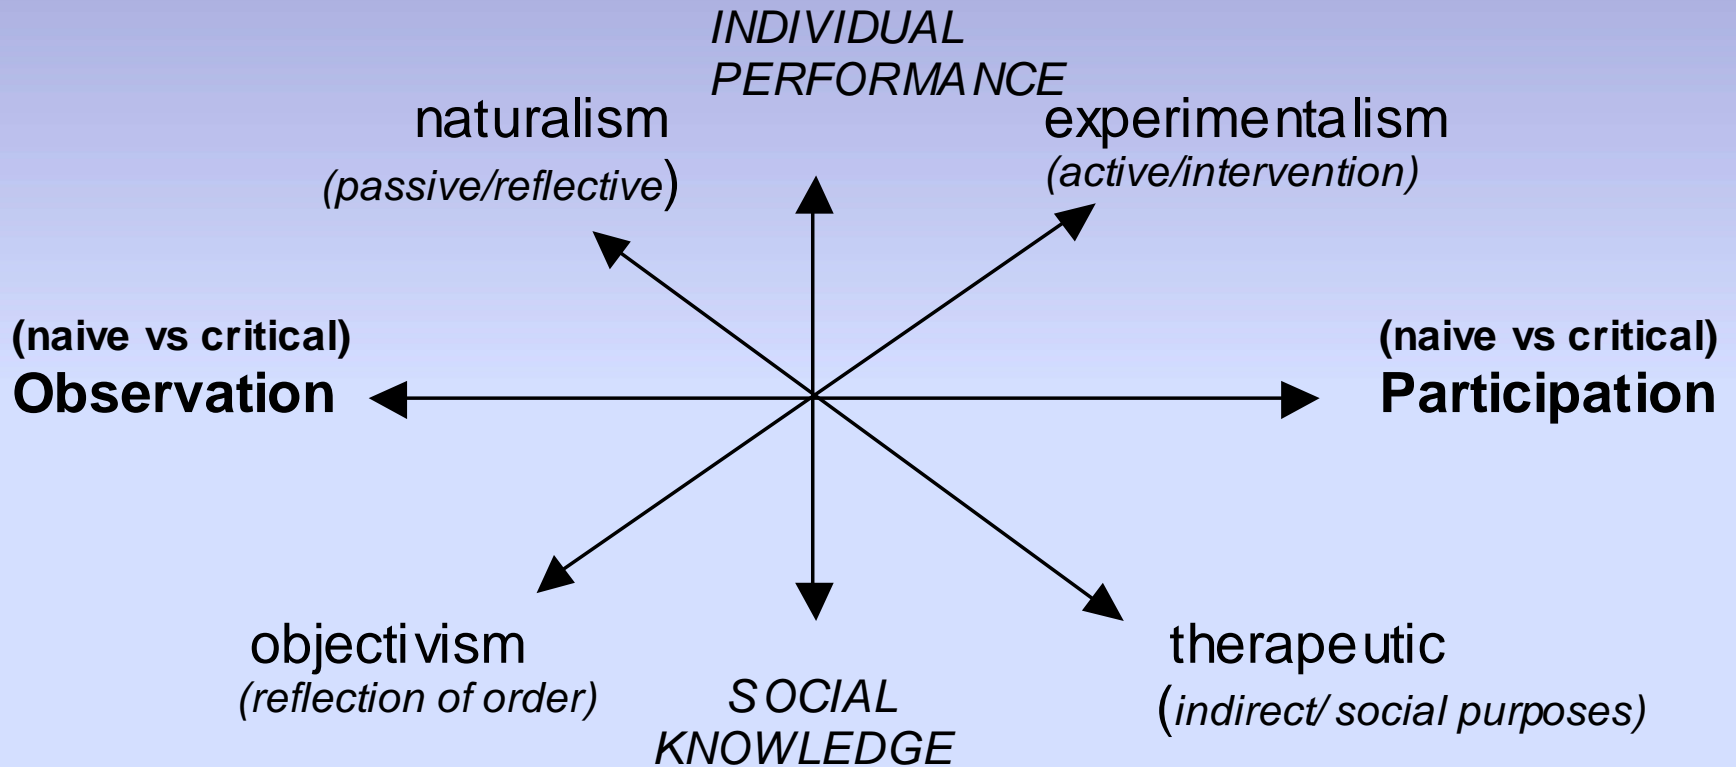 INDIVIDUAL
PERFORMANCE
naturalism
(passive/reflective)
experimentalism
(active/intervention)
(naive vs critical)
Observation
(naive vs critical)
Participation
objectivism
(reflection of order)
SOCIAL
KNOWLEDGE
therapeutic
(indirect/ social purposes)